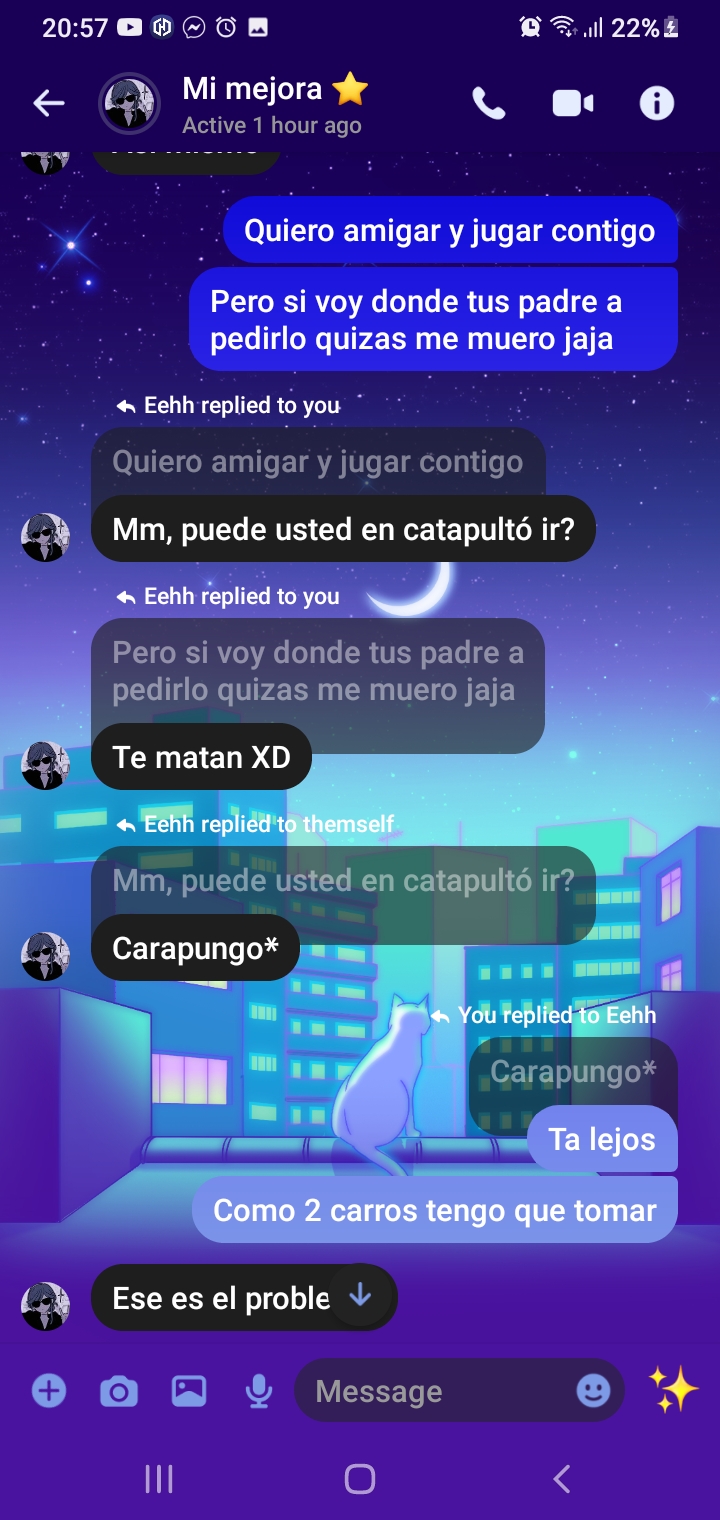 20:57
22%
Mi mejora
Active 1 hour ago
Quiero amigar y jugar contigo
Pero si voy donde tus padre a
pedirlo quizas me muero jaja
Eehh replied to you
Quiero amigar y jugar contigo
Mm, puede usted en catapultó ir?
Eehh replied to you
Pero si voy donde tus padre a
pedirlo quizas me muero jaja
Te matan XD
Eehh replied to themself
Mm, puede usted en catapultó ir?
Carapungo*
You replied to Eehh
Carapungo*
Ta lejos
Como 2 carros tengo que tomar
Ese es el proble
Message